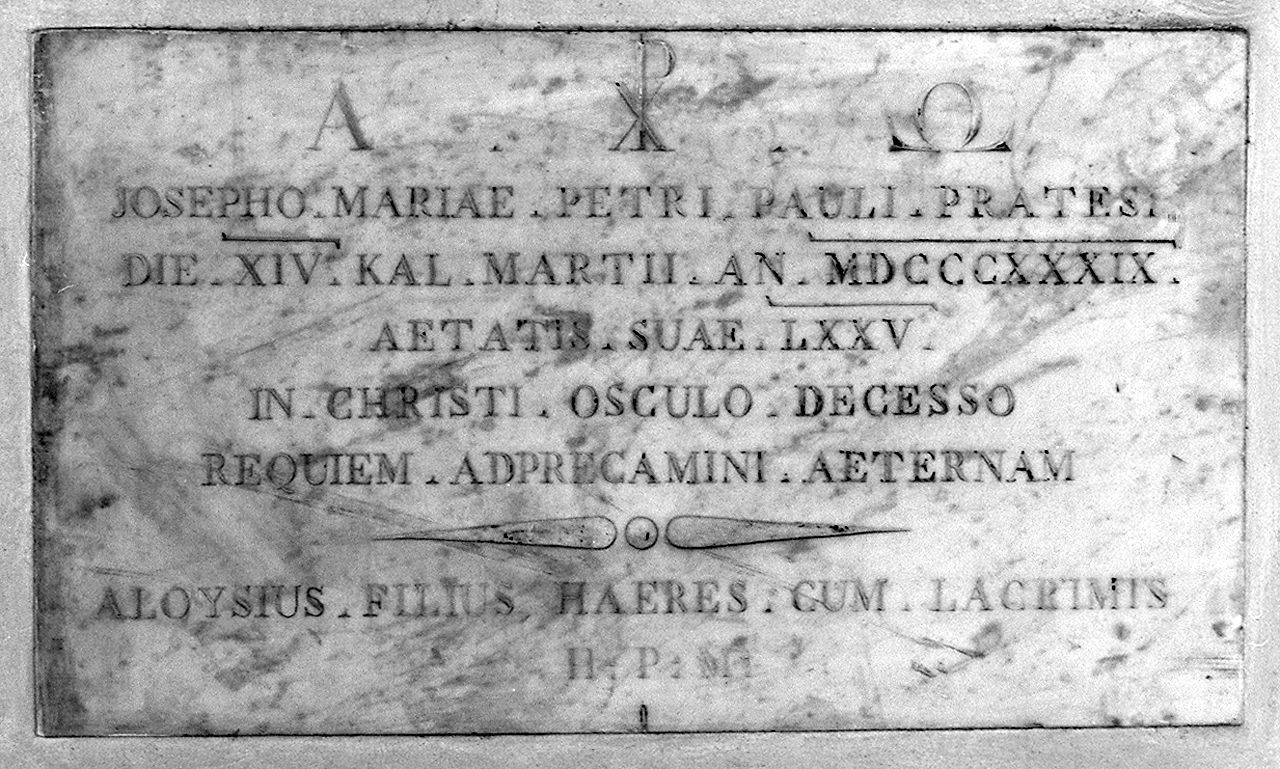 Α . ☧ . Ω
JOSEPHO . MARIAE . PETRI . PAULI . PRATESI
DIE . XIV . KAL . MARTII . AN . MDCCCXXXIX .
AETATIS . SUAE . LXXV .
IN . CHRISTI . OSCULO . DECESSO
REQUIEM . ADPRECAMINI . AETERNAM
ALOYSIUS . FILIUS . HAERES . CUM . LACRIMIS
H . P . M .